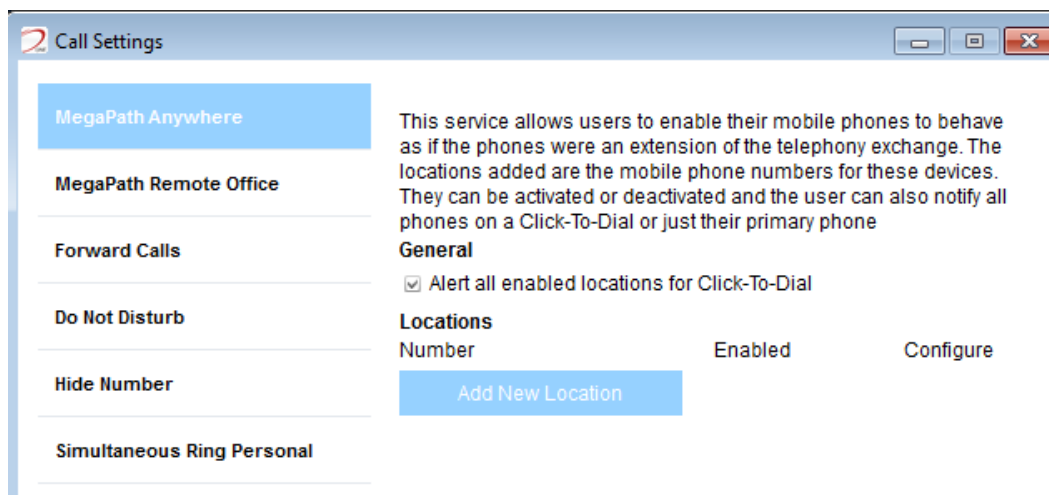 Call Settings
MegaPath Anywhere
MegaPath Remote Office
Forward Calls
Do Not Disturb
Hide Number
Simultaneous Ring Personal
This service allows users to enable their mobile phones to behave
as if the phones were an extension of the telephony exchange. The
locations added are the mobile phone numbers for these devices.
They can be activated or deactivated and the user can also notify all
phones on a Click-To-Dial or just their primary phone
General
Alert all enabled locations for Click-To-Dial
Locations
Number Enabled Configure
Add New Location